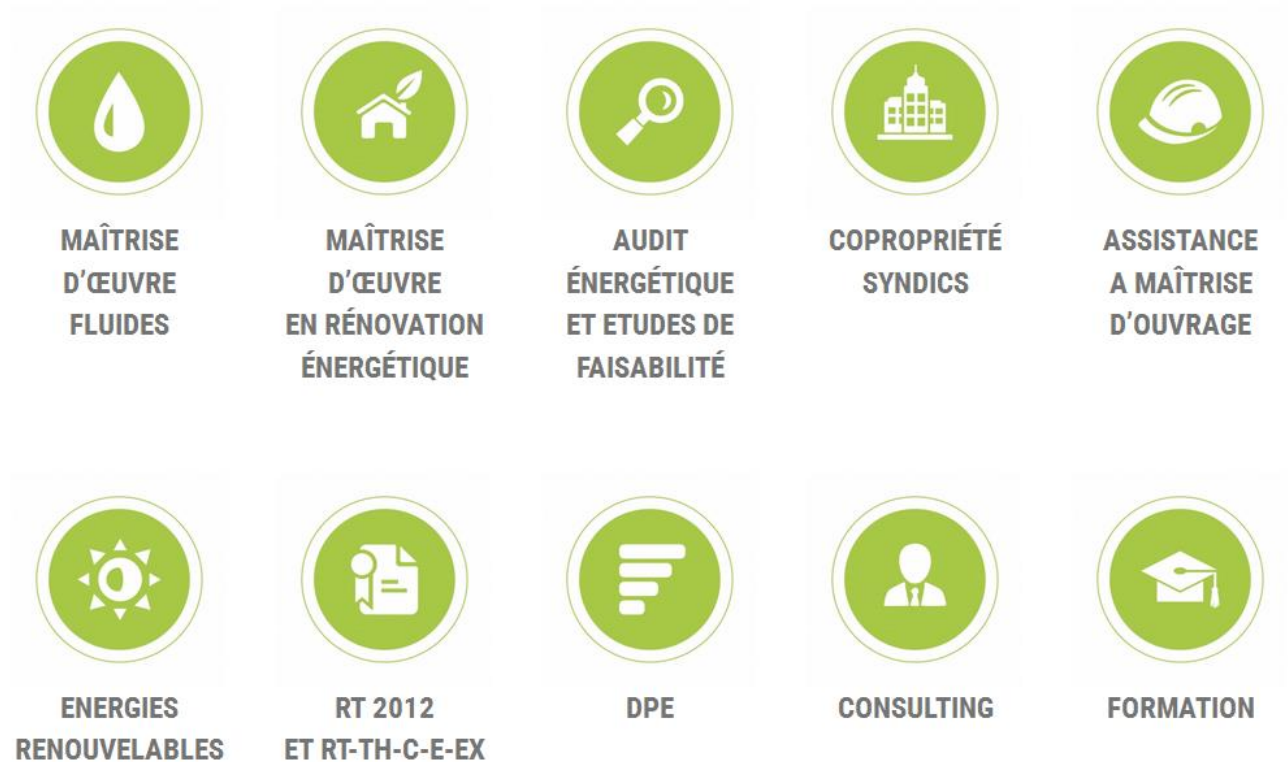 MAÎTRISE
D'ŒUVRE
FLUIDES
MAÎTRISE
D'ŒUVRE
EN RÉNOVATION
ÉNERGÉTIQUE
AUDIT
ÉNERGÉTIQUE
ET ETUDES DE
FAISABILITÉ
COPROPRIÉTÉ
SYNDICS
ASSISTANCE
A MAÎTRISE
D'OUVRAGE
ENERGIES
RENOUVELABLES
RT 2012
ET RT-TH-C-E-EX
DPE
CONSULTING
FORMATION